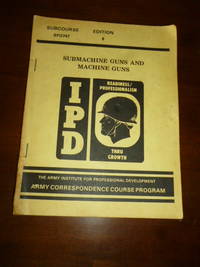 SUBCOURSE EDITION
8
SUBMACHINE GUNS AND
MACHINE GUNS
IPD
READINESS/
PROFESSIONALISM
THRU
GROWTH
THE ARMY INSTITUTE FOR PROFESSIONAL DEVELOPMENT
ARMY CORRESPONDENCE COURSE PROGRAM